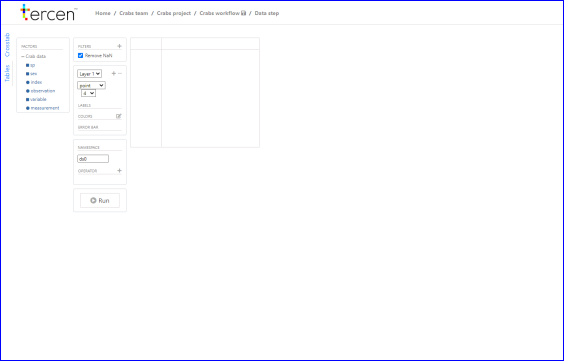 tercen
Home / Crabs team / Crabs project / Crabs workflow / Data step
Crosstab
Tables
FACTORS
Crab data
sp
sex
index
observation
variable
measurement
FILTERS +
Remove NaN
Layer 1 + -
point
4
LABELS
COLORS
ERROR BAR
NAMESPACE
ds0
OPERATOR +
Run